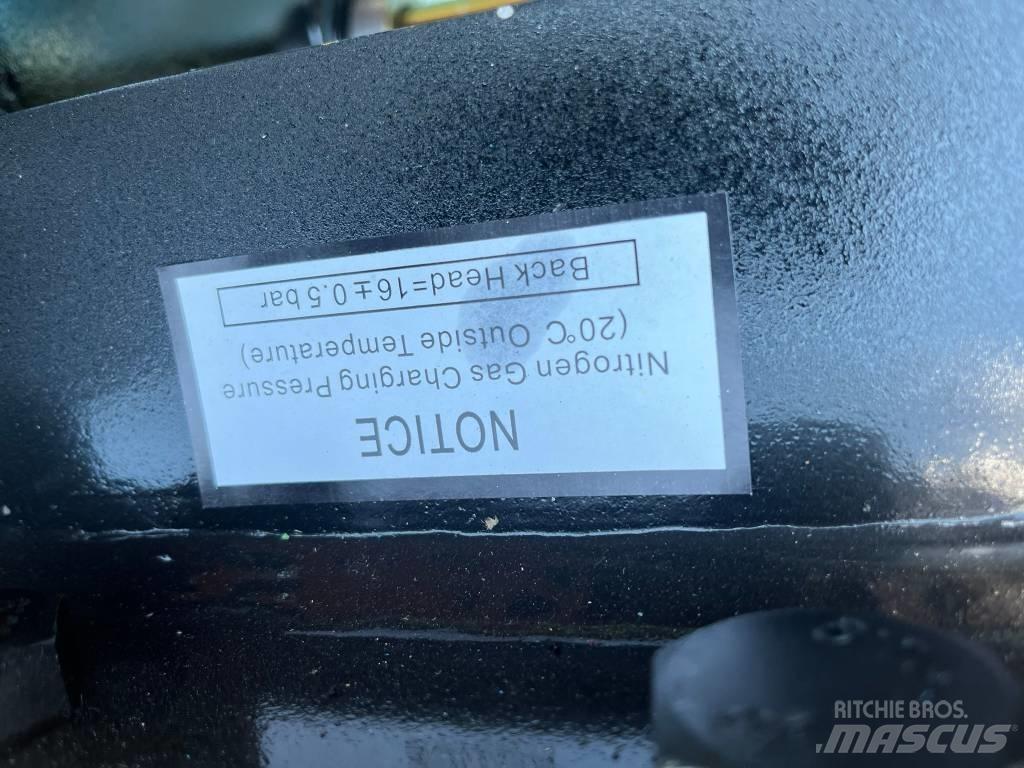 NOTICE
Nitrogen Gas Charging Pressure
(20℃ Outside Temperature)
Back Head=16±0.5 bar
RITCHIE BROS.
MASCUS